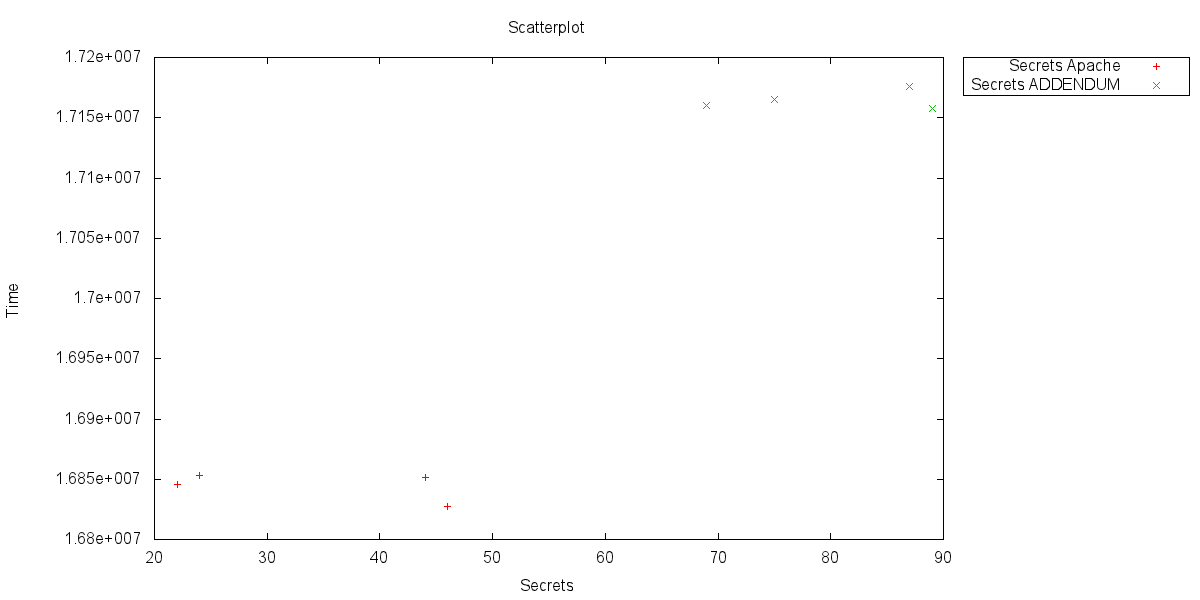 Scatterplot
1.72e+007
1.715e+007
1.71e+007
1.705e+007
1.7e+007
1.695e+007
1.69e+007
1.685e+007
1.68e+007
Time
20 30 40 50 60 70 80 90
Secrets
Secrets Apache
Secrets ADDENDUM